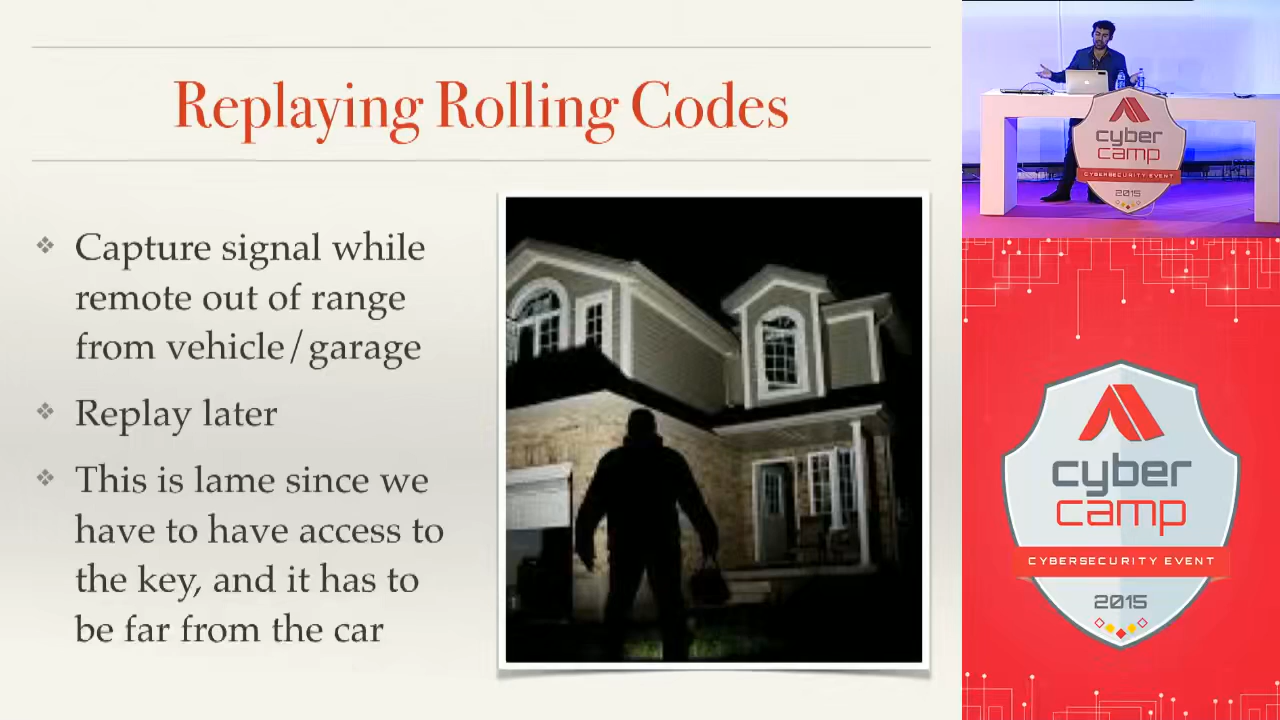 Replaying Rolling Codes
❖ Capture signal while
remote out of range
from vehicle/garage
❖ Replay later
❖ This is lame since we
have to have access to
the key, and it has to
be far from the car
cyber
camp
CYBERSECURITY EVENT
2015
cyber
camp
CYBERSECURITY EVENT
2015